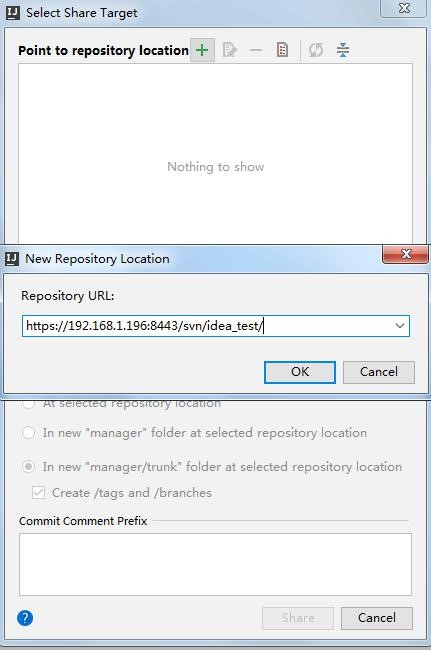 Select Share Target
Point to repository location
Nothing to show
New Repository Location
Repository URL:
https://192.168.1.196:8443/svn/idea_test/
OK Cancel
At selected repository location
In new "manager" folder at selected repository location
In new "manager/trunk" folder at selected repository location
Create /tags and /branches
Commit Comment Prefix
Share Cancel